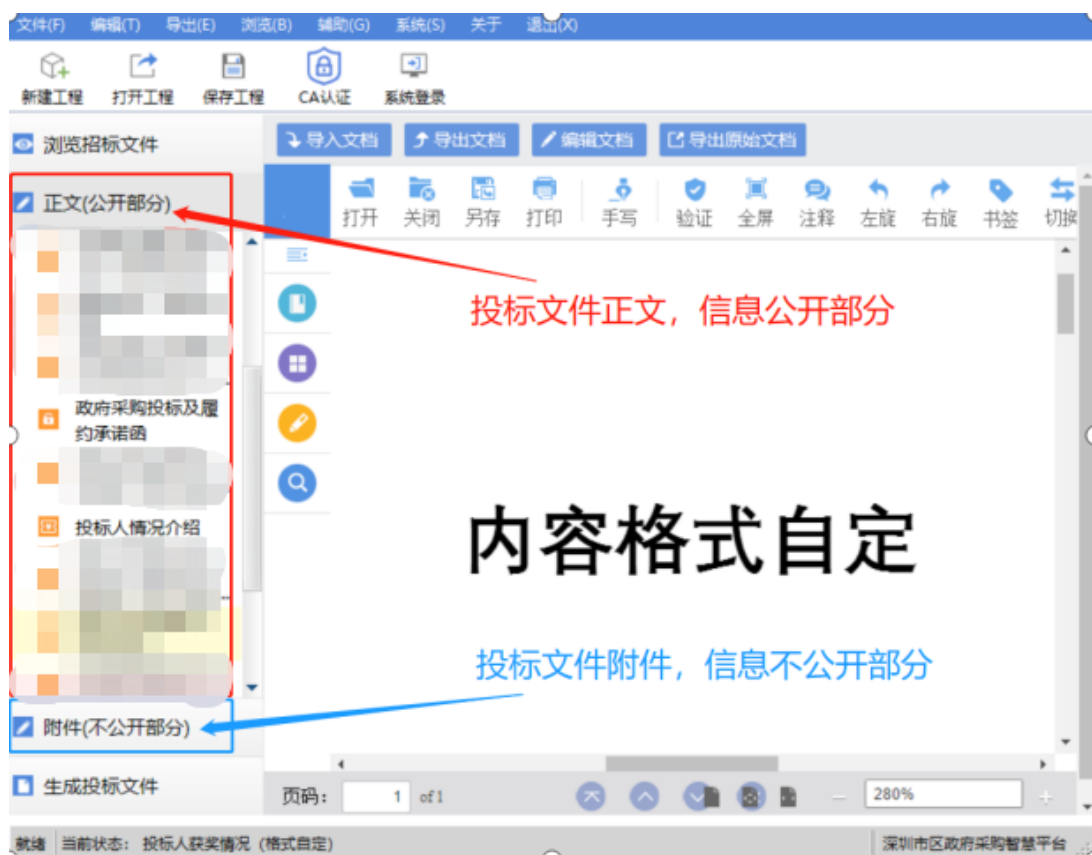 文件(F) 编辑(T) 导出(E) 浏览(B) 辅助(G) 系统(S) 关于 退出(X)
新建工程 打开工程 保存工程 CA认证 系统登录
浏览招标文件
导入文档 导出文档 编辑文档 导出原始文档
正文(公开部分)
打开 关闭 另存 打印 手写 验证 全屏 注释 左旋 右旋 书签 切换
投标文件正文，信息公开部分
政府采购投标及履
约承诺函
投标人情况介绍
内容格式自定
投标文件附件，信息不公开部分
附件(不公开部分)
生成投标文件
页码: 1 of 1 280%
就绪 当前状态: 投标人获奖情况 (格式自定) 深圳市区政府采购智慧平台